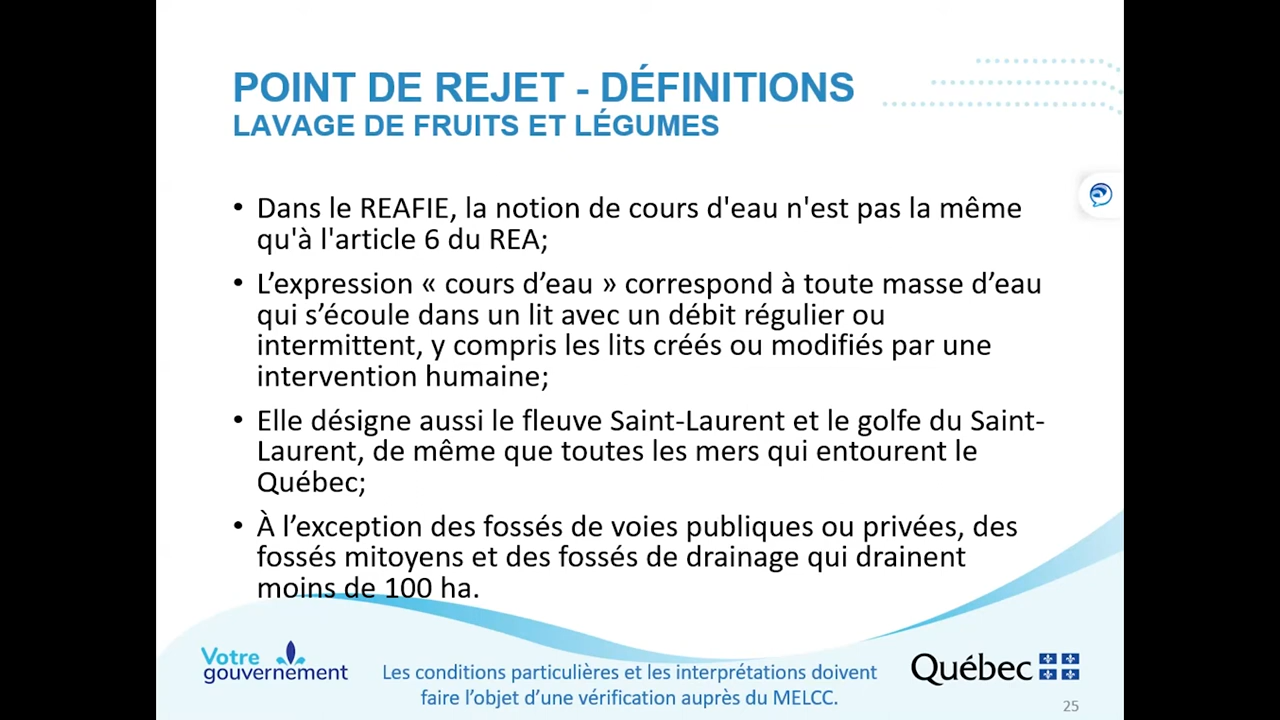 POINT DE REJET - DÉFINITIONS
LAVAGE DE FRUITS ET LÉGUMES
• Dans le REAFIE, la notion de cours d'eau n'est pas la même
qu'à l'article 6 du REA;
• L’expression « cours d’eau » correspond à toute masse d’eau
qui s’écoule dans un lit avec un débit régulier ou
intermittent, y compris les lits créés ou modifiés par une
intervention humaine;
• Elle désigne aussi le fleuve Saint-Laurent et le golfe du Saint-
Laurent, de même que toutes les mers qui entourent le
Québec;
• À l’exception des fossés de voies publiques ou privées, des
fossés mitoyens et des fossés de drainage qui drainent
moins de 100 ha.
Votre
gouvernement
Les conditions particulières et les interprétations doivent
faire l’objet d’une vérification auprès du MELCC.
Québec
25